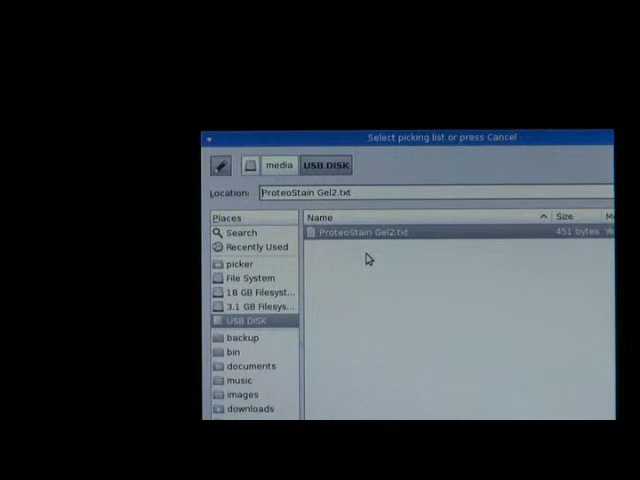 Select picking list or press Cancel
media USB DISK
Location: ProteoStain Gel2.txt
Places
Name Size
Search
ProteoStain Gel2.txt 451 bytes
Recently Used
picker
File System
18 GB Filesyst...
3.1 GB Filesys...
USB DISK
backup
bin
documents
music
images
downloads